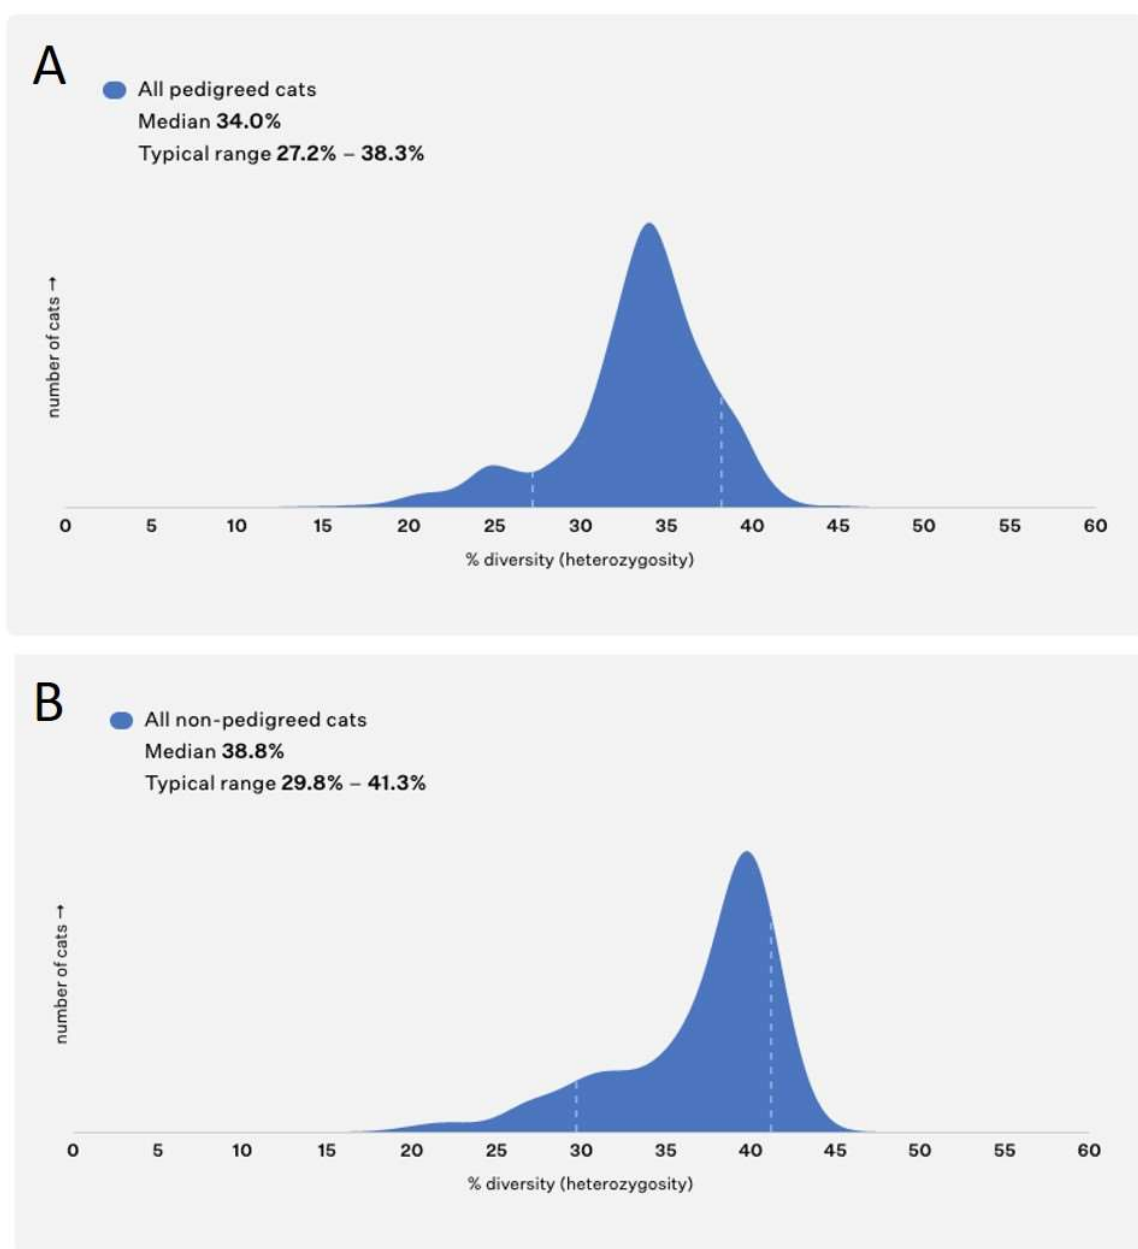 A
All pedigreed cats
Median 34.0%
Typical range 27.2% – 38.3%
number of cats →
0 5 10 15 20 25 30 35 40 45 50 55 60
% diversity (heterozygosity)
B
All non-pedigreed cats
Median 38.8%
Typical range 29.8% – 41.3%
number of cats →
0 5 10 15 20 25 30 35 40 45 50 55 60
% diversity (heterozygosity)